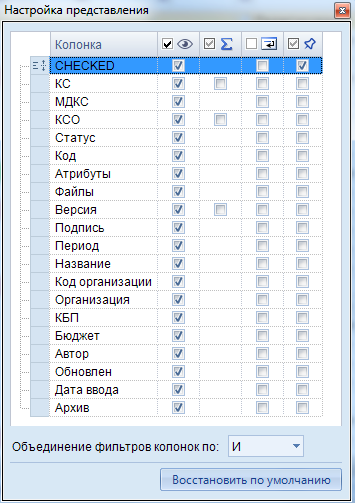 Настройка представления
Колонка Σ
CHECKED
КС
МДКС
КСО
Статус
Код
Атрибуты
Файлы
Версия
Подпись
Период
Название
Код организации
Организация
КБП
Бюджет
Автор
Обновлен
Дата ввода
Архив
Объединение фильтров колонок по: И
Восстановить по умолчанию